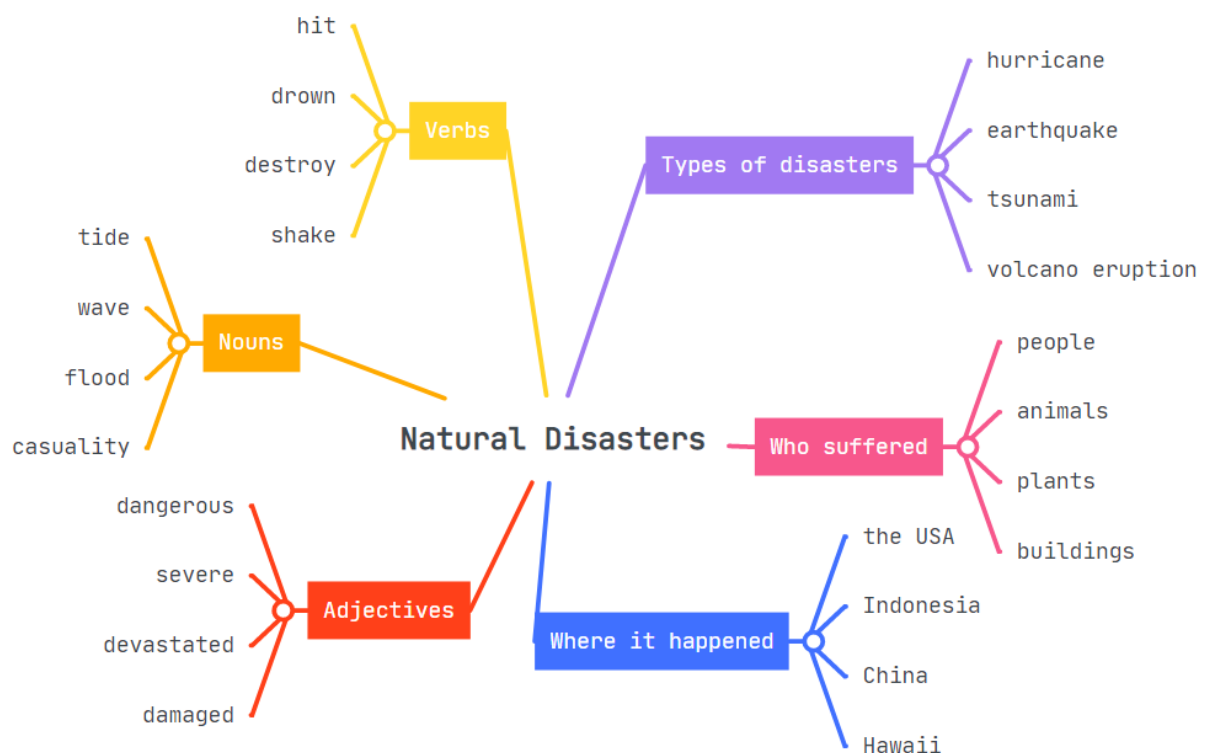 hit
drown
destroy
shake
Verbs
tide
wave
flood
casuality
Nouns
Natural Disasters
dangerous
severe
devastated
damaged
Adjectives
Types of disasters
hurricane
earthquake
tsunami
volcano eruption
Who suffered
people
animals
plants
buildings
Where it happened
the USA
Indonesia
China
Hawaii